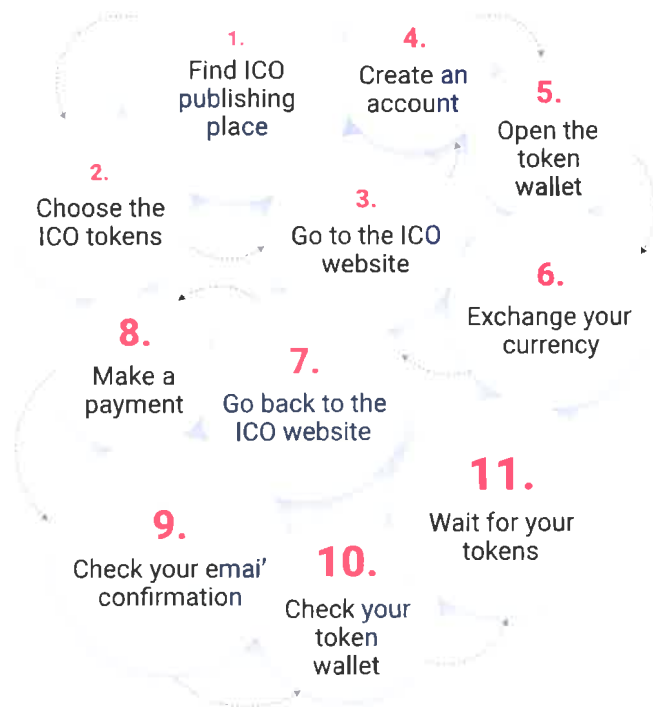 1.
Find ICO
publishing
place
2.
Choose the
ICO tokens
3.
Go to the ICO
website
4.
Create an
account
5.
Open the
token
wallet
6.
Exchange your
currency
7.
Go back to the
ICO website
8.
Make a
payment
9.
Check your emai'
confirmation
10.
Check your
token
wallet
11.
Wait for your
tokens